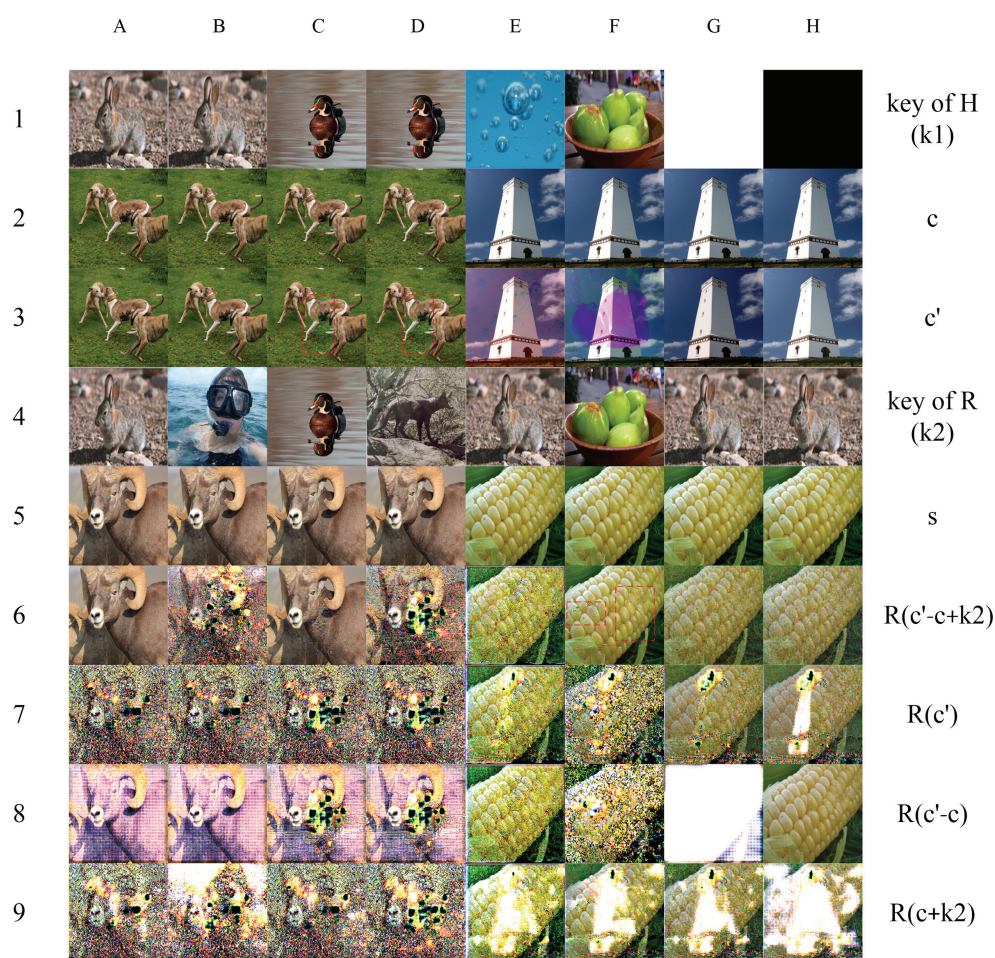 A B C D E F G H
1 key of H
(k1)
2 c
3 c'
4 key of R
(k2)
5 s
6 R(c'-c+k2)
7 R(c')
8 R(c'-c)
9 R(c+k2)